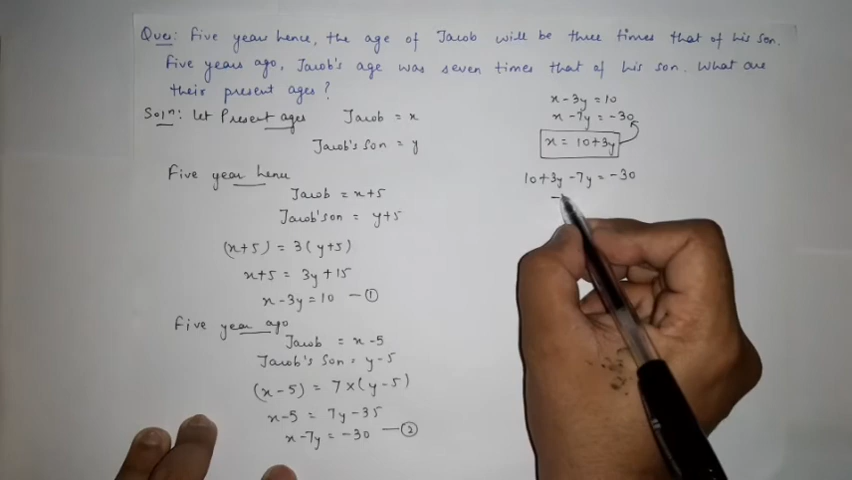 Ques: Five years hence, the age of Jacob will be three times that of his son.
Five years ago, Jacob's age was seven times that of his son. What are
their present ages?
Solⁿ: Let Present ages Jacob = x
Jacob's Son = y
Five year hence
Jacob = x+5
Jacob'son = y+5
(x+5) = 3(y+5)
x+5 = 3y+15
x-3y = 10 —①
Five year ago
Jacob = x-5
Jacob's Son = y-5
(x-5) = 7×(y-5)
x-5 = 7y-35
x-7y = -30 —②
x-3y = 10
x-7y = -30
x = 10+3y
10+3y-7y = -30
-